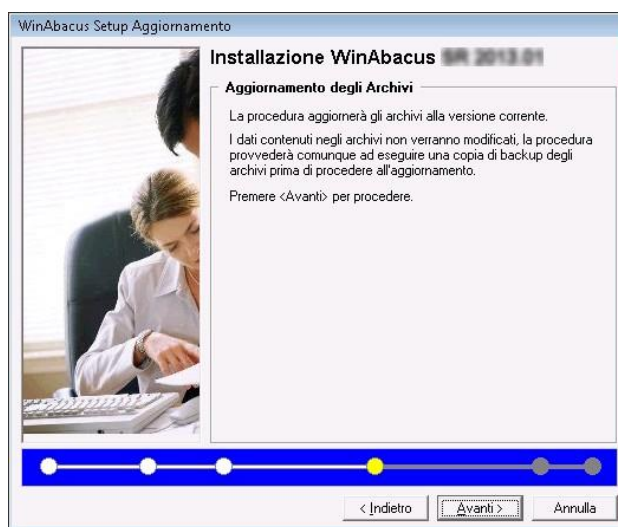 WinAbacus Setup Aggiornamento
Installazione WinAbacus
Aggiornamento degli Archivi
La procedura aggiornerà gli archivi alla versione corrente.
I dati contenuti negli archivi non verranno modificati, la procedura
provvederà comunque ad eseguire una copia di backup degli
archivi prima di procedere all'aggiornamento.
Premere <Avanti> per procedere.
< Indietro
Avanti >
Annulla